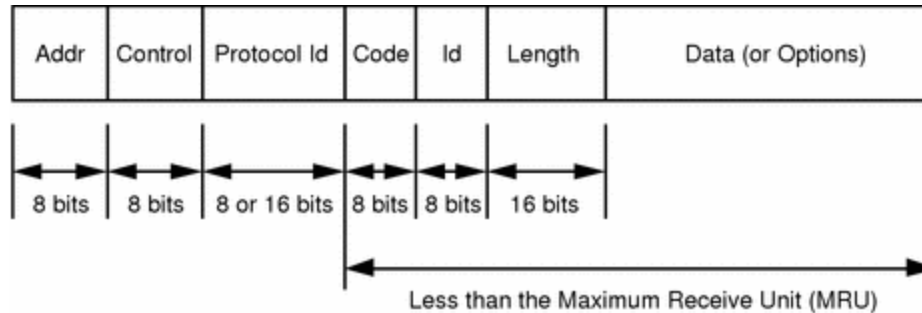 Addr Control Protocol Id Code Id Length Data (or Options)
8 bits 8 bits 8 or 16 bits 8 bits 8 bits 16 bits
Less than the Maximum Receive Unit (MRU)